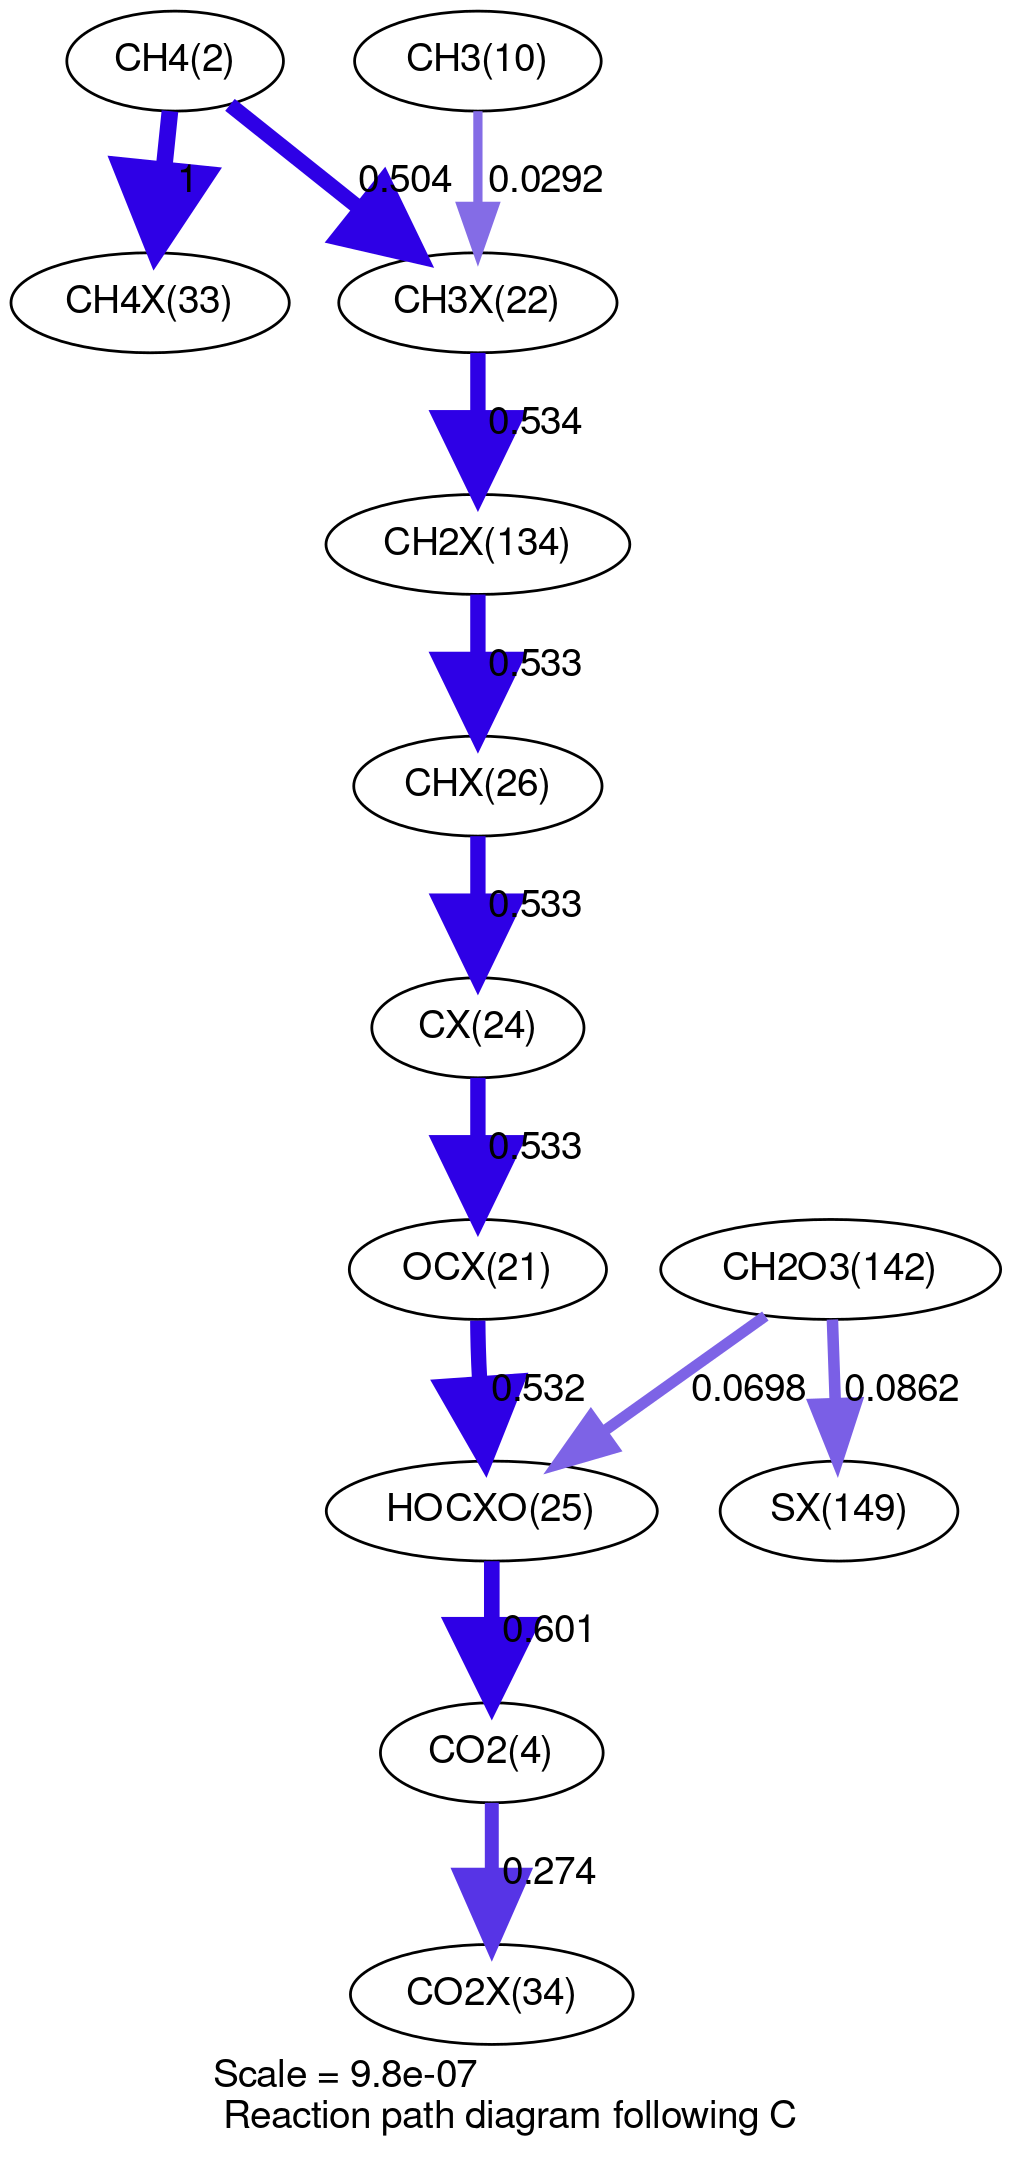 CH4(2)
CH3(10)
1
0.504
0.0292
CH4X(33)
CH3X(22)
0.534
CH2X(134)
0.533
CHX(26)
0.533
CX(24)
0.533
OCX(21)
CH2O3(142)
0.532
0.0698
0.0862
HOCXO(25)
SX(149)
0.601
CO2(4)
0.274
CO2X(34)
Scale = 9.8e-07
Reaction path diagram following C